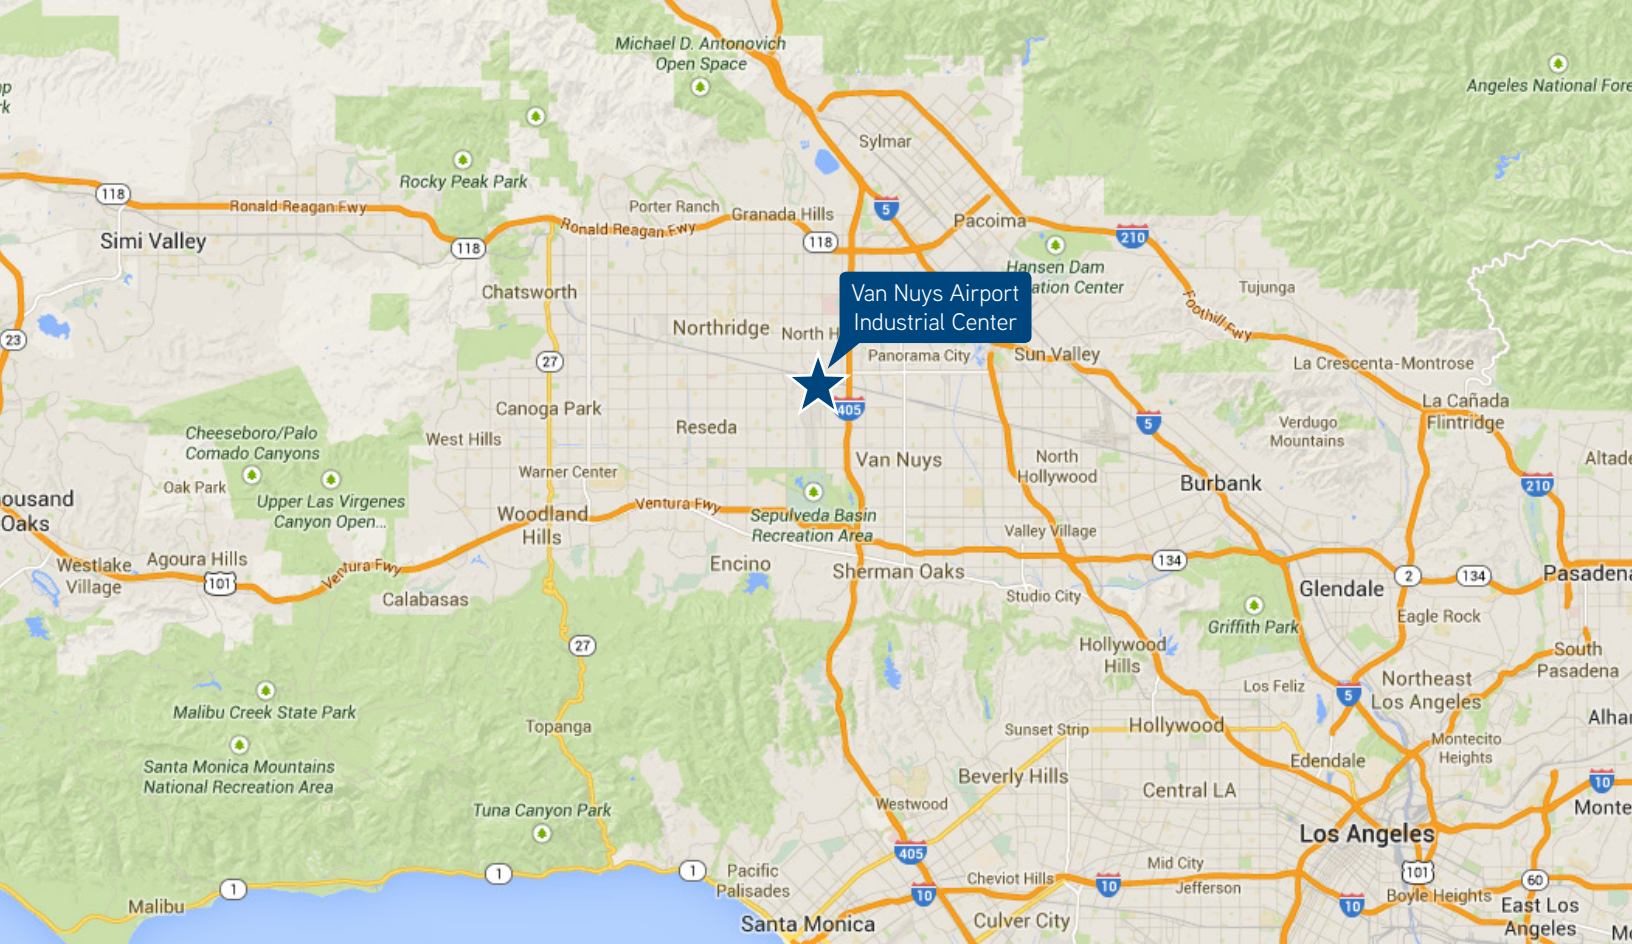 Michael D. Antonovich
Open Space
Angeles National Fore
Sylmar
Rocky Peak Park
118
Ronald Reagan Fwy
Porter Ranch
Granada Hills
5
Pacoima
Simi Valley
118
Ronald Reagan Fwy
118
210
Hansen Dam
ation Center
Chatsworth
Van Nuys Airport
Industrial Center
Tujunga
Foothill Fwy
23
Northridge
North H
Panorama City
Sun Valley
27
La Crescenta-Montrose
Canoga Park
405
La Cañada
Flintridge
Reseda
5
Verdugo
Mountains
Cheeseboro/Palo
Comado Canyons
West Hills
Van Nuys
North
Hollywood
Altade
Oak Park
Warner Center
Burbank
210
ousand
Oaks
Upper Las Virgenes
Canyon Open...
Woodland
Hills
Ventura Fwy
Sepulveda Basin
Recreation Area
Valley Village
Westlake
Village
Agoura Hills
101
Ventura Fwy
Encino
Sherman Oaks
134
Glendale
2
134
Pasadena
Calabasas
Studio City
Griffith Park
Eagle Rock
27
Hollywood
Hills
South
Pasadena
Malibu Creek State Park
Los Feliz
5
Northeast
Los Angeles
Topanga
Sunset Strip
Hollywood
Alha
Santa Monica Mountains
National Recreation Area
Beverly Hills
Edendale
Montecito
Heights
10
Tuna Canyon Park
Westwood
Central LA
Monte
Los Angeles
405
1
1
1
Pacific
Palisades
Mid City
Cheviot Hills
10
10
Jefferson
101
60
Malibu
Santa Monica
Culver City
10
Boyle Heights
East Los
Angeles